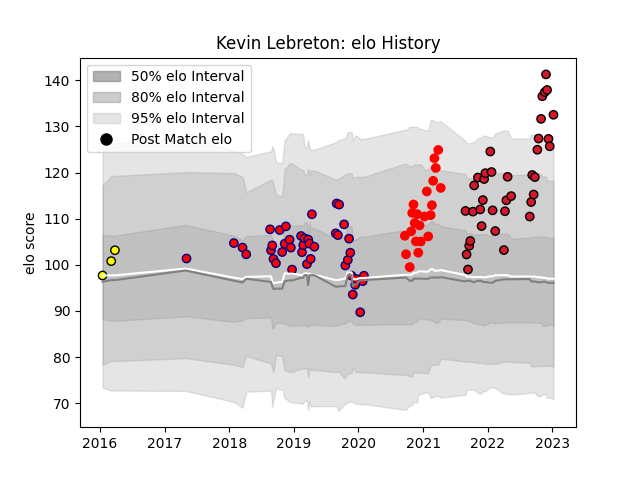 Kevin Lebreton: elo History
50% elo Interval
80% elo Interval
95% elo Interval
Post Match elo
elo score
140
130
120
110
100
90
80
70
2016 2017 2018 2019 2020 2021 2022 2023